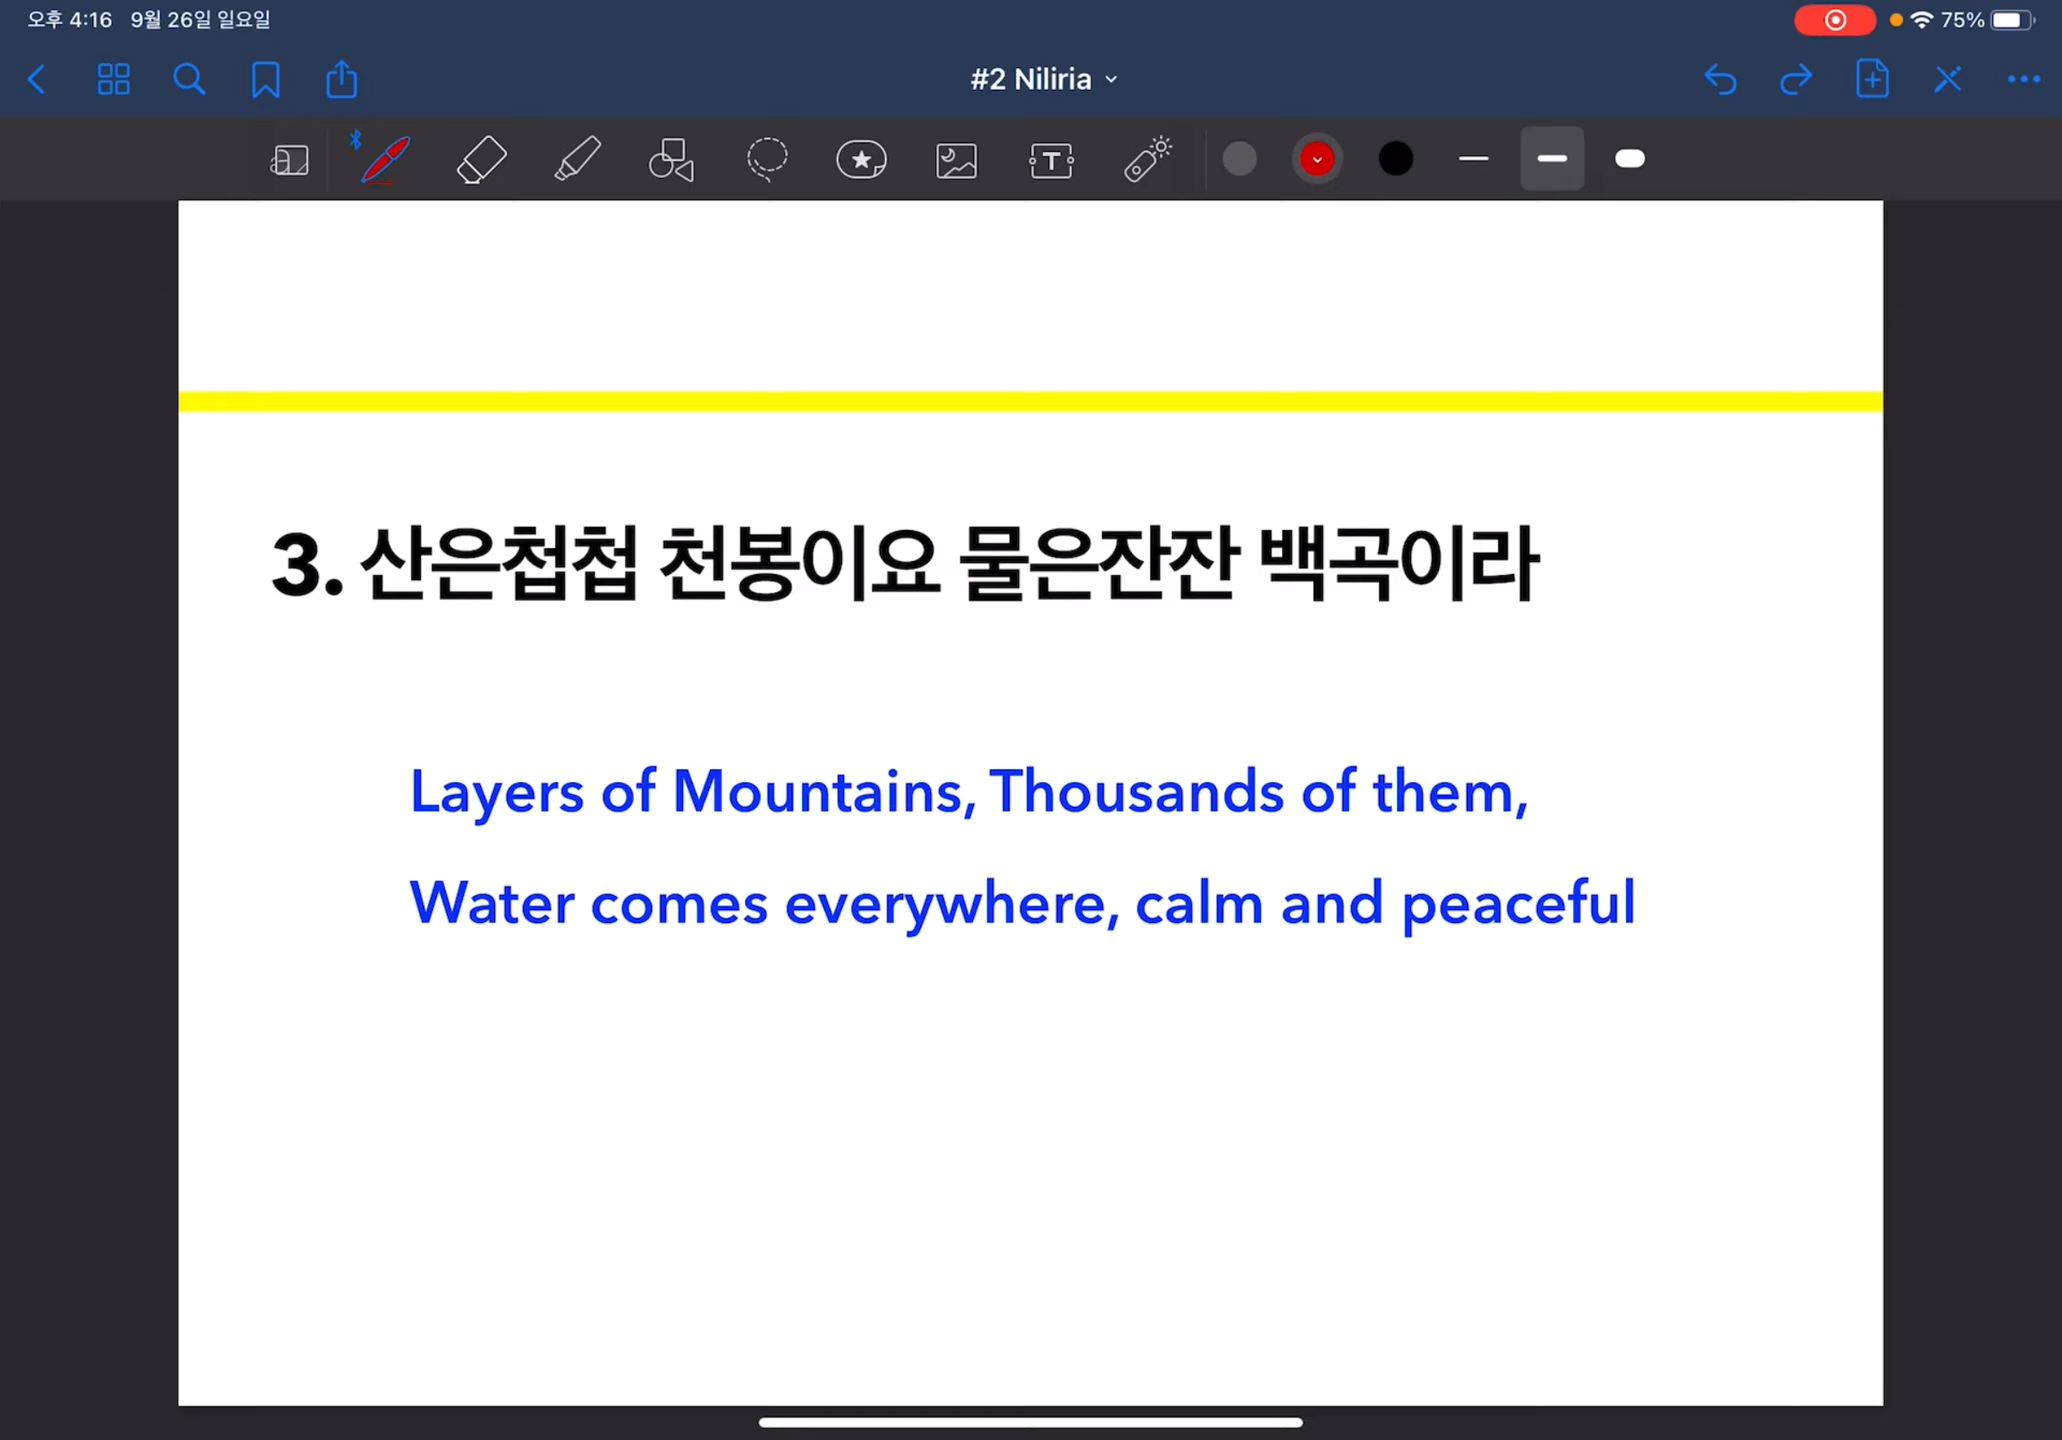 오후 4:16 9월 26일 일요일 75%
#2 Niliria
3. 산은첩첩 천봉이요 물은잔잔 백곡이라
Layers of Mountains, Thousands of them,
Water comes everywhere, calm and peaceful